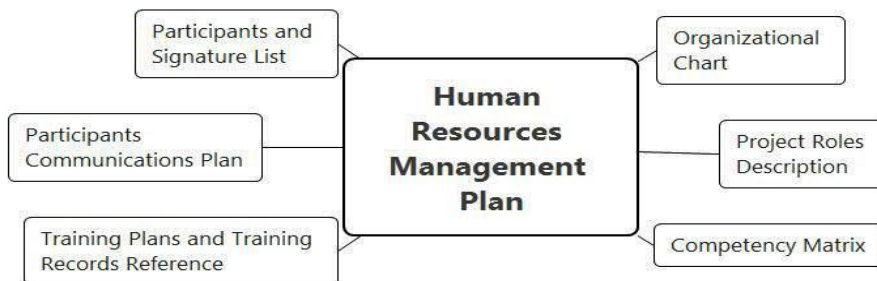 Participants and
Signature List
Organizational
Chart
Human
Resources
Management
Plan
Participants
Communications Plan
Project Roles
Description
Training Plans and Training
Records Reference
Competency Matrix